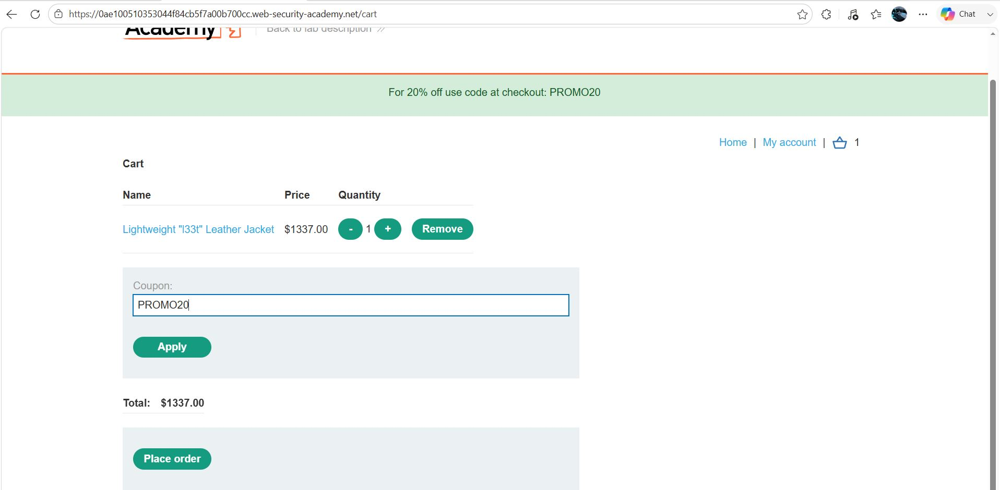 https://0ae100510353044f84cb5f7a00b700cc.web-security-academy.net/cart
Chat
Academy
Back to lab description
For 20% off use code at checkout: PROMO20
Home | My account | 1
Cart
Name Price Quantity
Lightweight "l33t" Leather Jacket $1337.00 - 1 + Remove
Coupon:
PROMO20
Apply
Total: $1337.00
Place order